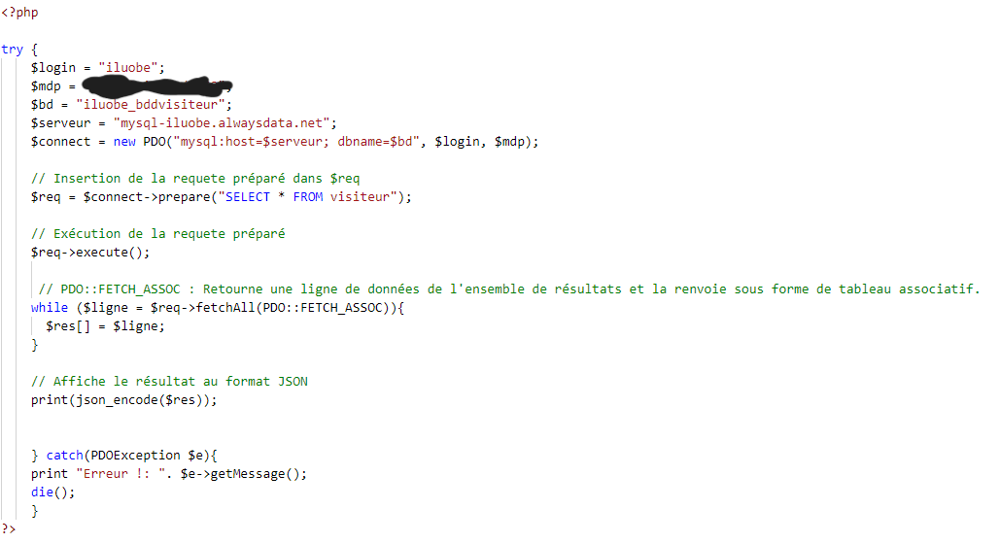 <?php
try {
$login = "iluobe";
$mdp = ;
$bd = "iluobe_bddvisiteur";
$serveur = "mysql-iluobe.alwaysdata.net";
$connect = new PDO("mysql:host=$serveur; dbname=$bd", $login, $mdp);
// Insertion de la requete préparé dans $req
$req = $connect->prepare("SELECT * FROM visiteur");
// Exécution de la requete préparé
$req->execute();
// PDO::FETCH_ASSOC : Retourne une ligne de données de l'ensemble de résultats et la renvoie sous forme de tableau associatif.
while ($ligne = $req->fetchAll(PDO::FETCH_ASSOC)){
$res[] = $ligne;
}
// Affiche le résultat au format JSON
print(json_encode($res));
} catch(PDOException $e){
print "Erreur !: ". $e->getMessage();
die();
}
?>